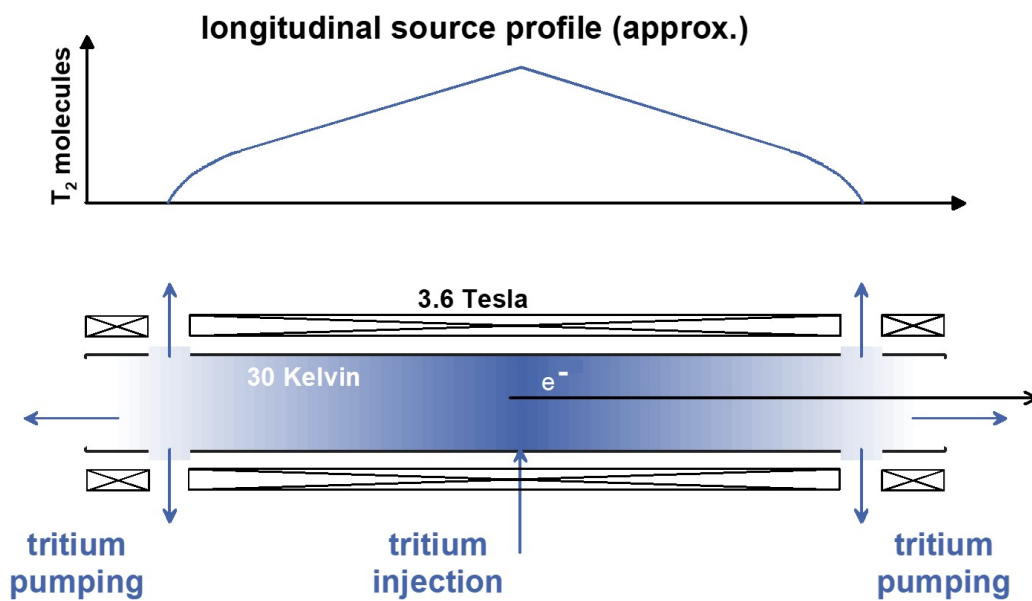 longitudinal source profile (approx.)
T₂ molecules
3.6 Tesla
30 Kelvin
e⁻
tritium
pumping
tritium
injection
tritium
pumping